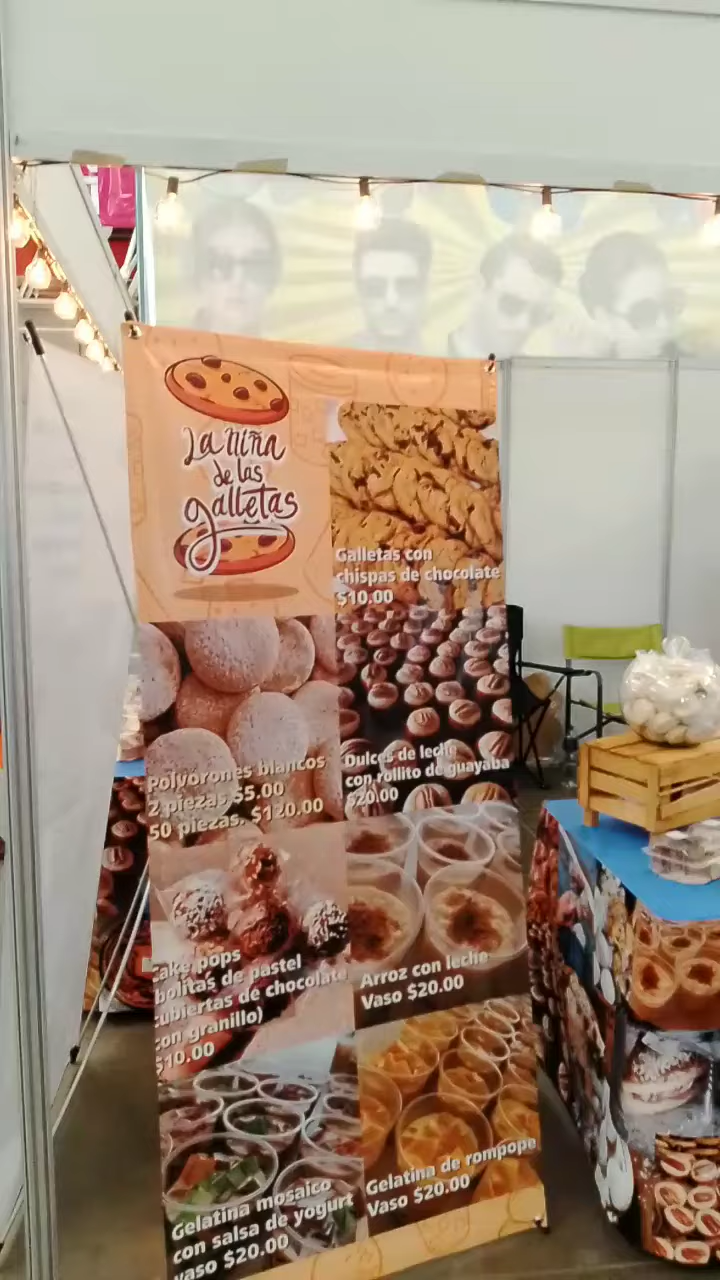 La niña
de las
galletas
Galletas con
chispas de chocolate
$10.00
Polvorones blancos
2 piezas $5.00
50 piezas. $120.00
Dulces de leche
con rollito de guayaba
$20.00
Cake pops
bolitas de pastel
cubiertas de chocolate
con granillo)
$10.00
Arroz con leche
Vaso $20.00
Gelatina mosaico
con salsa de yogurt
vaso $20.00
Gelatina de rompope
Vaso $20.00